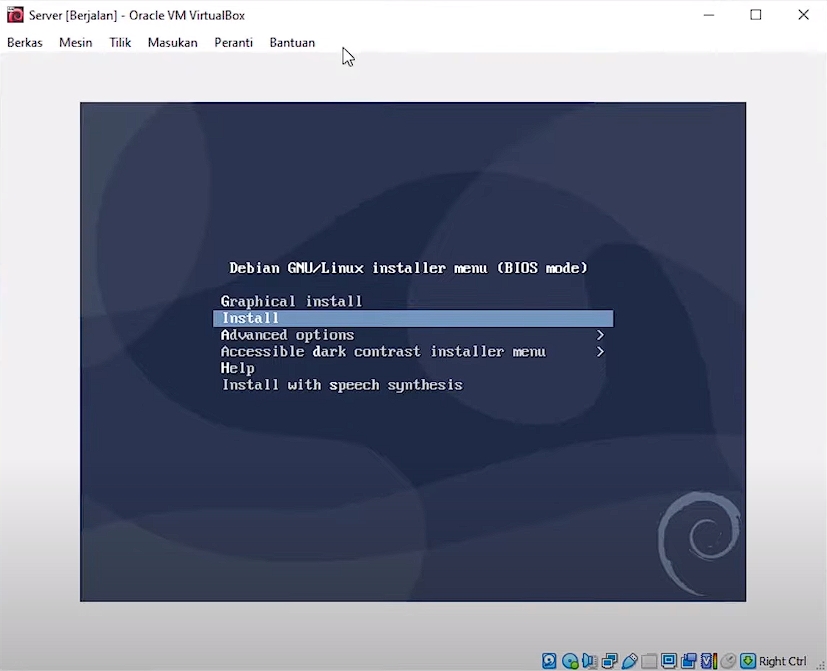 Server [Berjalan] - Oracle VM VirtualBox
Berkas Mesin Tilik Masukan Peranti Bantuan
Debian GNU/Linux installer menu (BIOS mode)
Graphical install
Install
Advanced options >
Accessible dark contrast installer menu >
Help
Install with speech synthesis
Right Ctrl